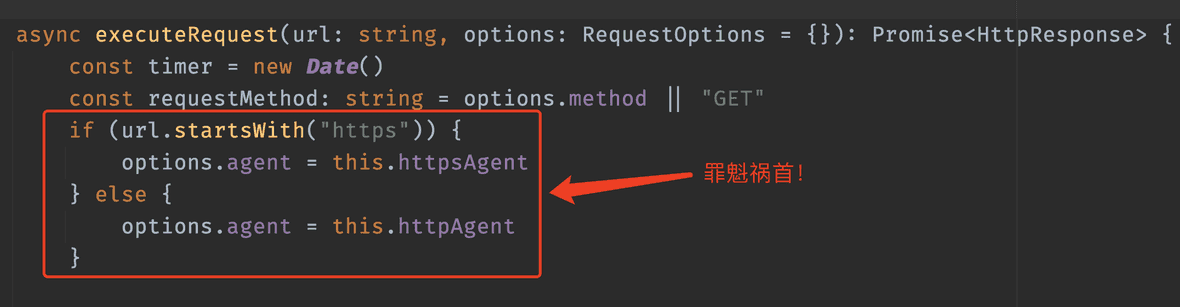 async executeRequest(url: string, options: RequestOptions = {}): Promise<HttpResponse> {
    const timer = new Date()
    const requestMethod: string = options.method || "GET"
    if (url.startsWith("https")) {
        options.agent = this.httpsAgent
    } else {
        options.agent = this.httpAgent
    }
罪魁祸首!